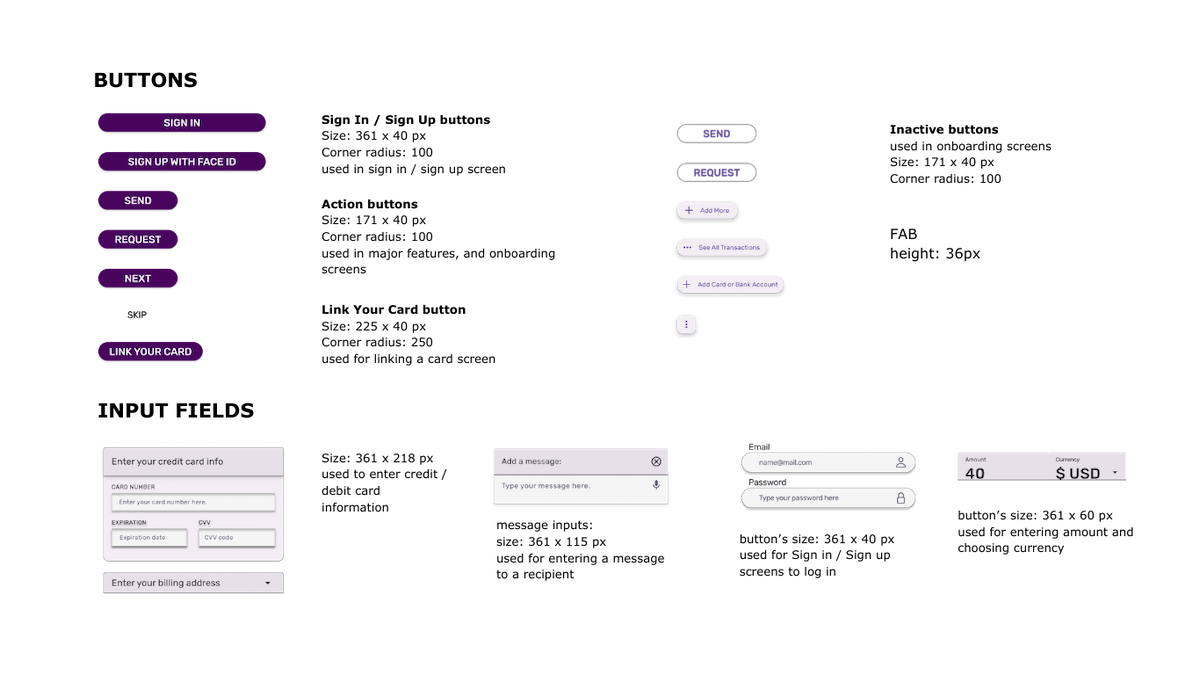 BUTTONS
SIGN IN
SIGN UP WITH FACE ID
SEND
REQUEST
NEXT
SKIP
LINK YOUR CARD
Sign In / Sign Up buttons
Size: 361 x 40 px
Corner radius: 100
used in sign in / sign up screen
Action buttons
Size: 171 x 40 px
Corner radius: 100
used in major features, and onboarding
screens
Link Your Card button
Size: 225 x 40 px
Corner radius: 250
used for linking a card screen
SEND
REQUEST
Add More
See All Transactions
Add Card or Bank Account
Inactive buttons
used in onboarding screens
Size: 171 x 40 px
Corner radius: 100
FAB
height: 36px
INPUT FIELDS
Enter your credit card info
CARD NUMBER
Enter your card number here.
EXPIRATION CVV
Expiration date CVV code
Enter your billing address
Size: 361 x 218 px
used to enter credit /
debit card
information
Add a message:
Type your message here.
message inputs:
size: 361 x 115 px
used for entering a message
to a recipient
Email
name@mail.com
Password
Type your password here
button’s size: 361 x 40 px
used for Sign in / Sign up
screens to log in
Amount Currency
40 $ USD
button’s size: 361 x 60 px
used for entering amount and
choosing currency